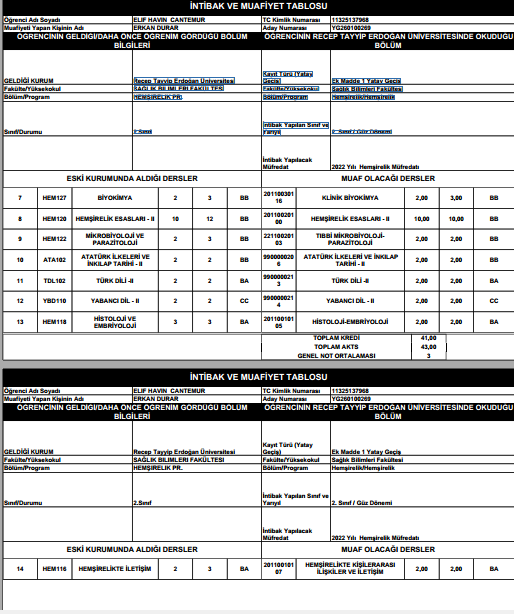 İNTİBAK VE MUAFİYET TABLOSU
Öğrenci Adı Soyadı ELIF HAVIN CANTEMUR TC Kimlik Numarası 11325137968
Muafiyeti Yapan Kişinin Adı ERKAN DURAR Aday Numarası YG260100269
ÖĞRENCİNİN GELDİĞİ/DAHA ÖNCE ÖĞRENİM GÖRDÜĞÜ BÖLÜM BİLGİLERİ ÖĞRENCİNİN RECEP TAYYİP ERDOĞAN ÜNİVERSİTESİNDE OKUDUĞU BÖLÜM
GELDİĞİ KURUM Recep Tayyip Erdoğan Üniversitesi Kayıt Türü (Yatay Geçiş) Ek Madde 1 Yatay Geçiş
Fakülte/Yüksekokul SAĞLIK BILIMLERI FAKULTESI Fakülte/Yüksekokul Sağlık Bilimleri Fakültesi
Bölüm/Program HEMŞIRELIK PR. Bölüm/Program Hemşirelik/Hemşirelik
Sınıf/Durumu 2.Sınıf İntibak Yapılan Sınıf ve Yarıyıl 2. Sınıf / Güz Dönemi
İntibak Yapılacak Müfredat 2022 Yılı Hemşirelik Müfredatı
ESKİ KURUMUNDA ALDIĞI DERSLER MUAF OLACAĞI DERSLER
7 HEM127 BİYOKİMYA 2 3 BB 20110030116 KLİNİK BİYOKİMYA 2,00 3,00 BB
8 HEM120 HEMŞİRELİK ESASLARI - II 10 12 BB 20110020100 HEMŞİRELİK ESASLARI - II 10,00 10,00 BB
9 HEM122 MİKROBİYOLOJİ VE PARAZİTOLOJİ 2 3 BB 22110020103 TIBBİ MİKROBİYOLOJİ-PARAZİTOLOJİ 2,00 2,00 BB
10 ATA102 ATATÜRK İLKELERİ VE İNKILAP TARİHİ - II 2 2 BB 9900000206 ATATÜRK İLKELERİ VE İNKILAP TARİHİ - II 2,00 2,00 BB
11 TDL102 TÜRK DİLİ -II 2 2 BA 9900000213 TÜRK DİLİ -II 2,00 2,00 BA
12 YBD110 YABANCI DİL - II 2 2 CC 9900000214 YABANCI DİL - II 2,00 2,00 CC
13 HEM118 HİSTOLOJİ VE EMBRİYOLOJİ 3 3 BA 20110010105 HİSTOLOJİ-EMBRİYOLOJİ 2,00 2,00 BA
TOPLAM KREDİ 41,00
TOPLAM AKTS 43,00
GENEL NOT ORTALAMASI 3
İNTİBAK VE MUAFİYET TABLOSU
Öğrenci Adı Soyadı ELIF HAVIN CANTEMUR TC Kimlik Numarası 11325137968
Muafiyeti Yapan Kişinin Adı ERKAN DURAR Aday Numarası YG260100269
ÖĞRENCİNİN GELDİĞİ/DAHA ÖNCE ÖĞRENİM GÖRDÜĞÜ BÖLÜM BİLGİLERİ ÖĞRENCİNİN RECEP TAYYİP ERDOĞAN ÜNİVERSİTESİNDE OKUDUĞU BÖLÜM
GELDİĞİ KURUM Recep Tayyip Erdoğan Üniversitesi Kayıt Türü (Yatay Geçiş) Ek Madde 1 Yatay Geçiş
Fakülte/Yüksekokul SAĞLIK BILIMLERI FAKÜLTESI Fakülte/Yüksekokul Sağlık Bilimleri Fakültesi
Bölüm/Program HEMŞIRELIK PR. Bölüm/Program Hemşirelik/Hemşirelik
Sınıf/Durumu 2.Sınıf İntibak Yapılan Sınıf ve Yarıyıl 2. Sınıf / Güz Dönemi
İntibak Yapılacak Müfredat 2022 Yılı Hemşirelik Müfredatı
ESKİ KURUMUNDA ALDIĞI DERSLER MUAF OLACAĞI DERSLER
14 HEM116 HEMŞİRELİKTE İLETİŞİM 2 3 BA 20110010107 HEMŞİRELİKTE KİŞİLERARASI İLİŞKİLER VE İLETİŞİM 2,00 2,00 BA